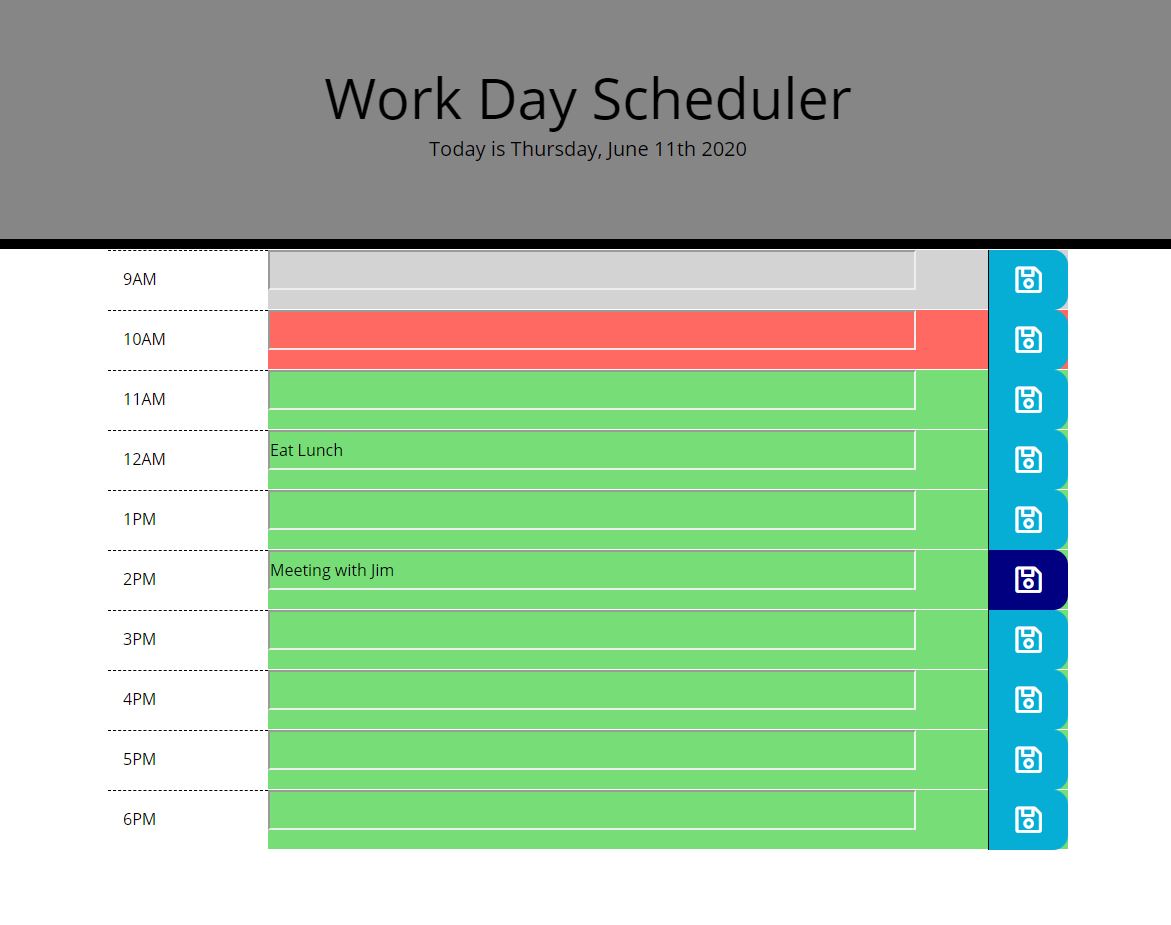 Work Day Scheduler
Today is Thursday, June 11th 2020
9AM
10AM
11AM
12AM Eat Lunch
1PM
2PM Meeting with Jim
3PM
4PM
5PM
6PM